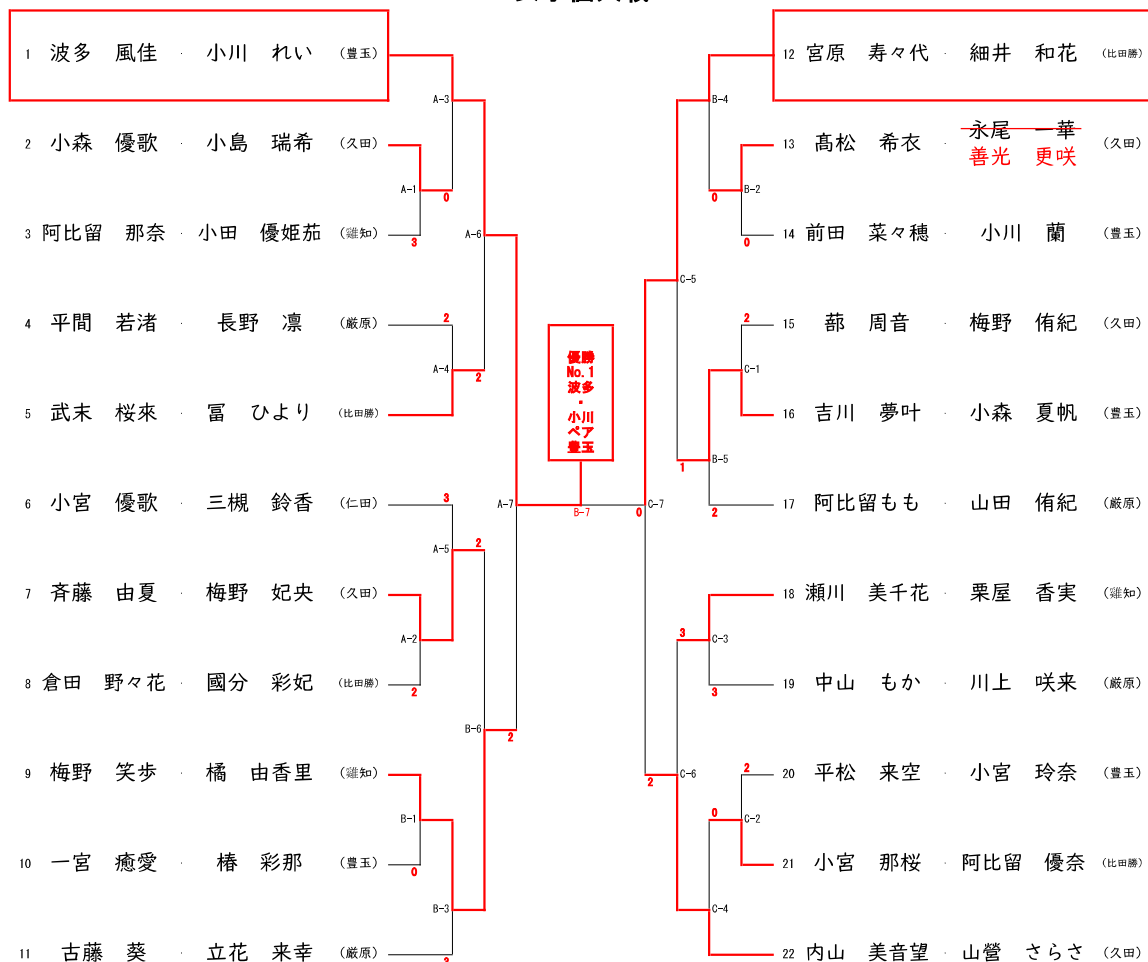 1 波多 風佳 ・ 小川 れい (豊玉)
2 小森 優歌 ・ 小島 瑞希 (久田)
3 阿比留 那奈 ・ 小田 優姫茄 (雞知)
4 平間 若渚 ・ 長野 凛 (厳原)
5 武末 桜來 ・ 冨 ひより (比田勝)
6 小宮 優歌 ・ 三槻 鈴香 (仁田)
7 斉藤 由夏 ・ 梅野 妃央 (久田)
8 倉田 野々花 ・ 國分 彩妃 (比田勝)
9 梅野 笑歩 ・ 橘 由香里 (雞知)
10 一宮 癒愛 ・ 椿 彩那 (豊玉)
11 古藤 葵 ・ 立花 来幸 (厳原)
A-3
0
A-1
3
A-6
2
A-4
2
3
A-5
2
A-2
2
A-7
B-6
2
B-1
0
B-3
優勝
No.1
波多
・
小川
ペア
豊玉
B-7
0
C-7
12 宮原 寿々代 ・ 細井 和花 (比田勝)
13 髙松 希衣 ・ 永尾 一華 (久田)
善光 更咲
14 前田 菜々穂 ・ 小川 蘭 (豊玉)
15 蔀 周音 ・ 梅野 侑紀 (久田)
16 吉川 夢叶 ・ 小森 夏帆 (豊玉)
17 阿比留もも ・ 山田 侑紀 (厳原)
18 瀬川 美千花 ・ 栗屋 香実 (雞知)
19 中山 もか ・ 川上 咲来 (厳原)
20 平松 来空 ・ 小宮 玲奈 (豊玉)
21 小宮 那桜 ・ 阿比留 優奈 (比田勝)
22 内山 美音望 ・ 山營 さらさ (久田)
B-4
0
B-2
0
C-5
2
C-1
1
B-5
2
3
C-3
3
2
C-6
2
0
C-2
C-4